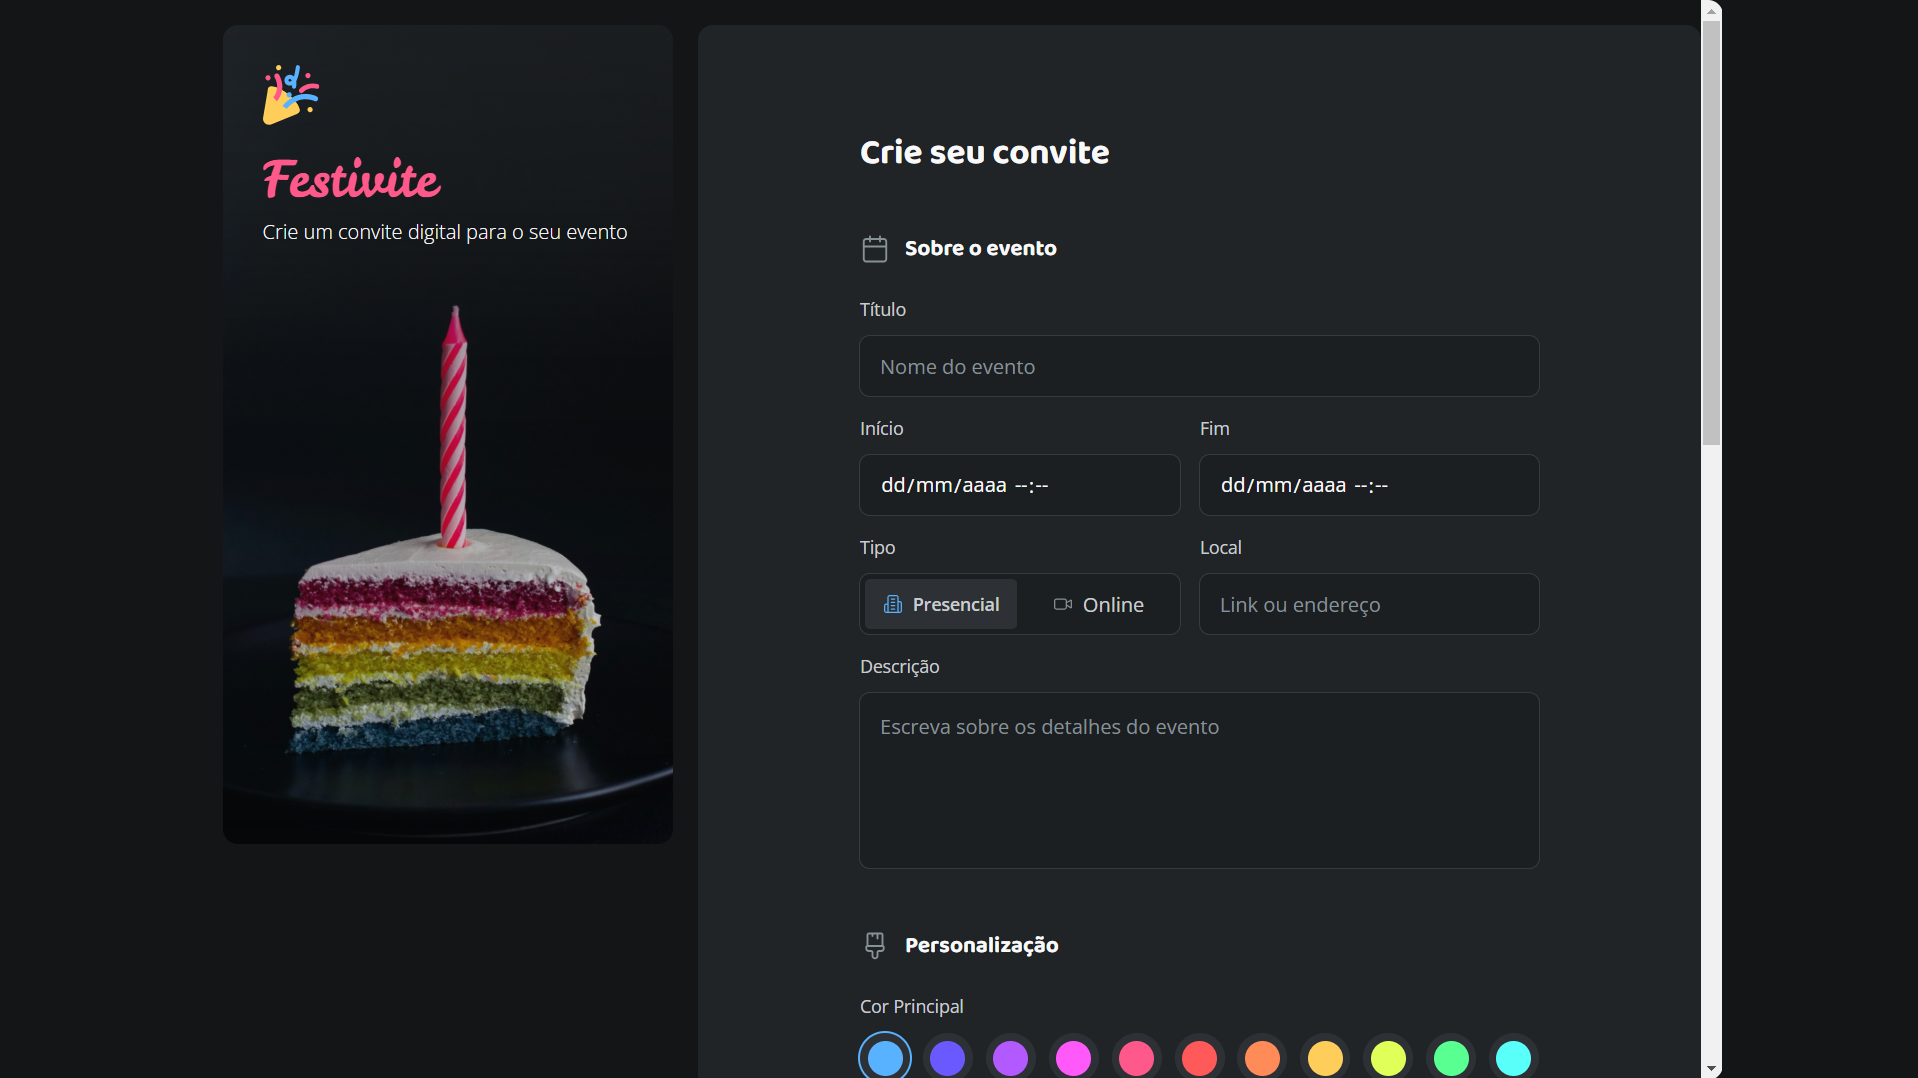 Festivite
Crie um convite digital para o seu evento
Crie seu convite
Sobre o evento
Título
Nome do evento
Início
Fim
dd/mm/aaaa --:--
dd/mm/aaaa --:--
Tipo
Local
Presencial
Online
Link ou endereço
Descrição
Escreva sobre os detalhes do evento
Personalização
Cor Principal